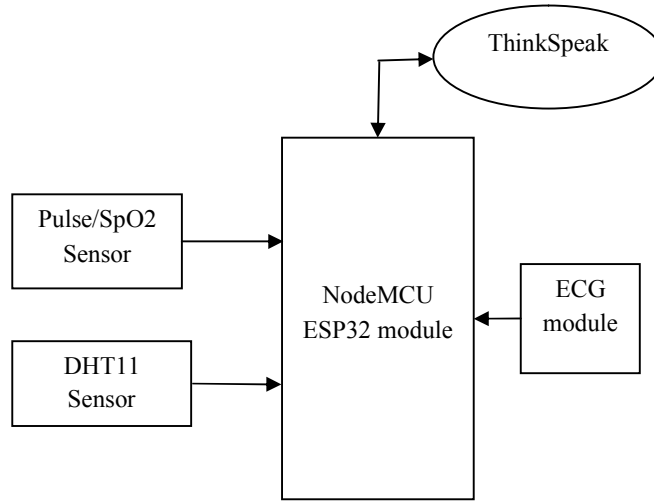 ThinkSpeak
Pulse/SpO2
Sensor
NodeMCU
ESP32 module
ECG
module
DHT11
Sensor